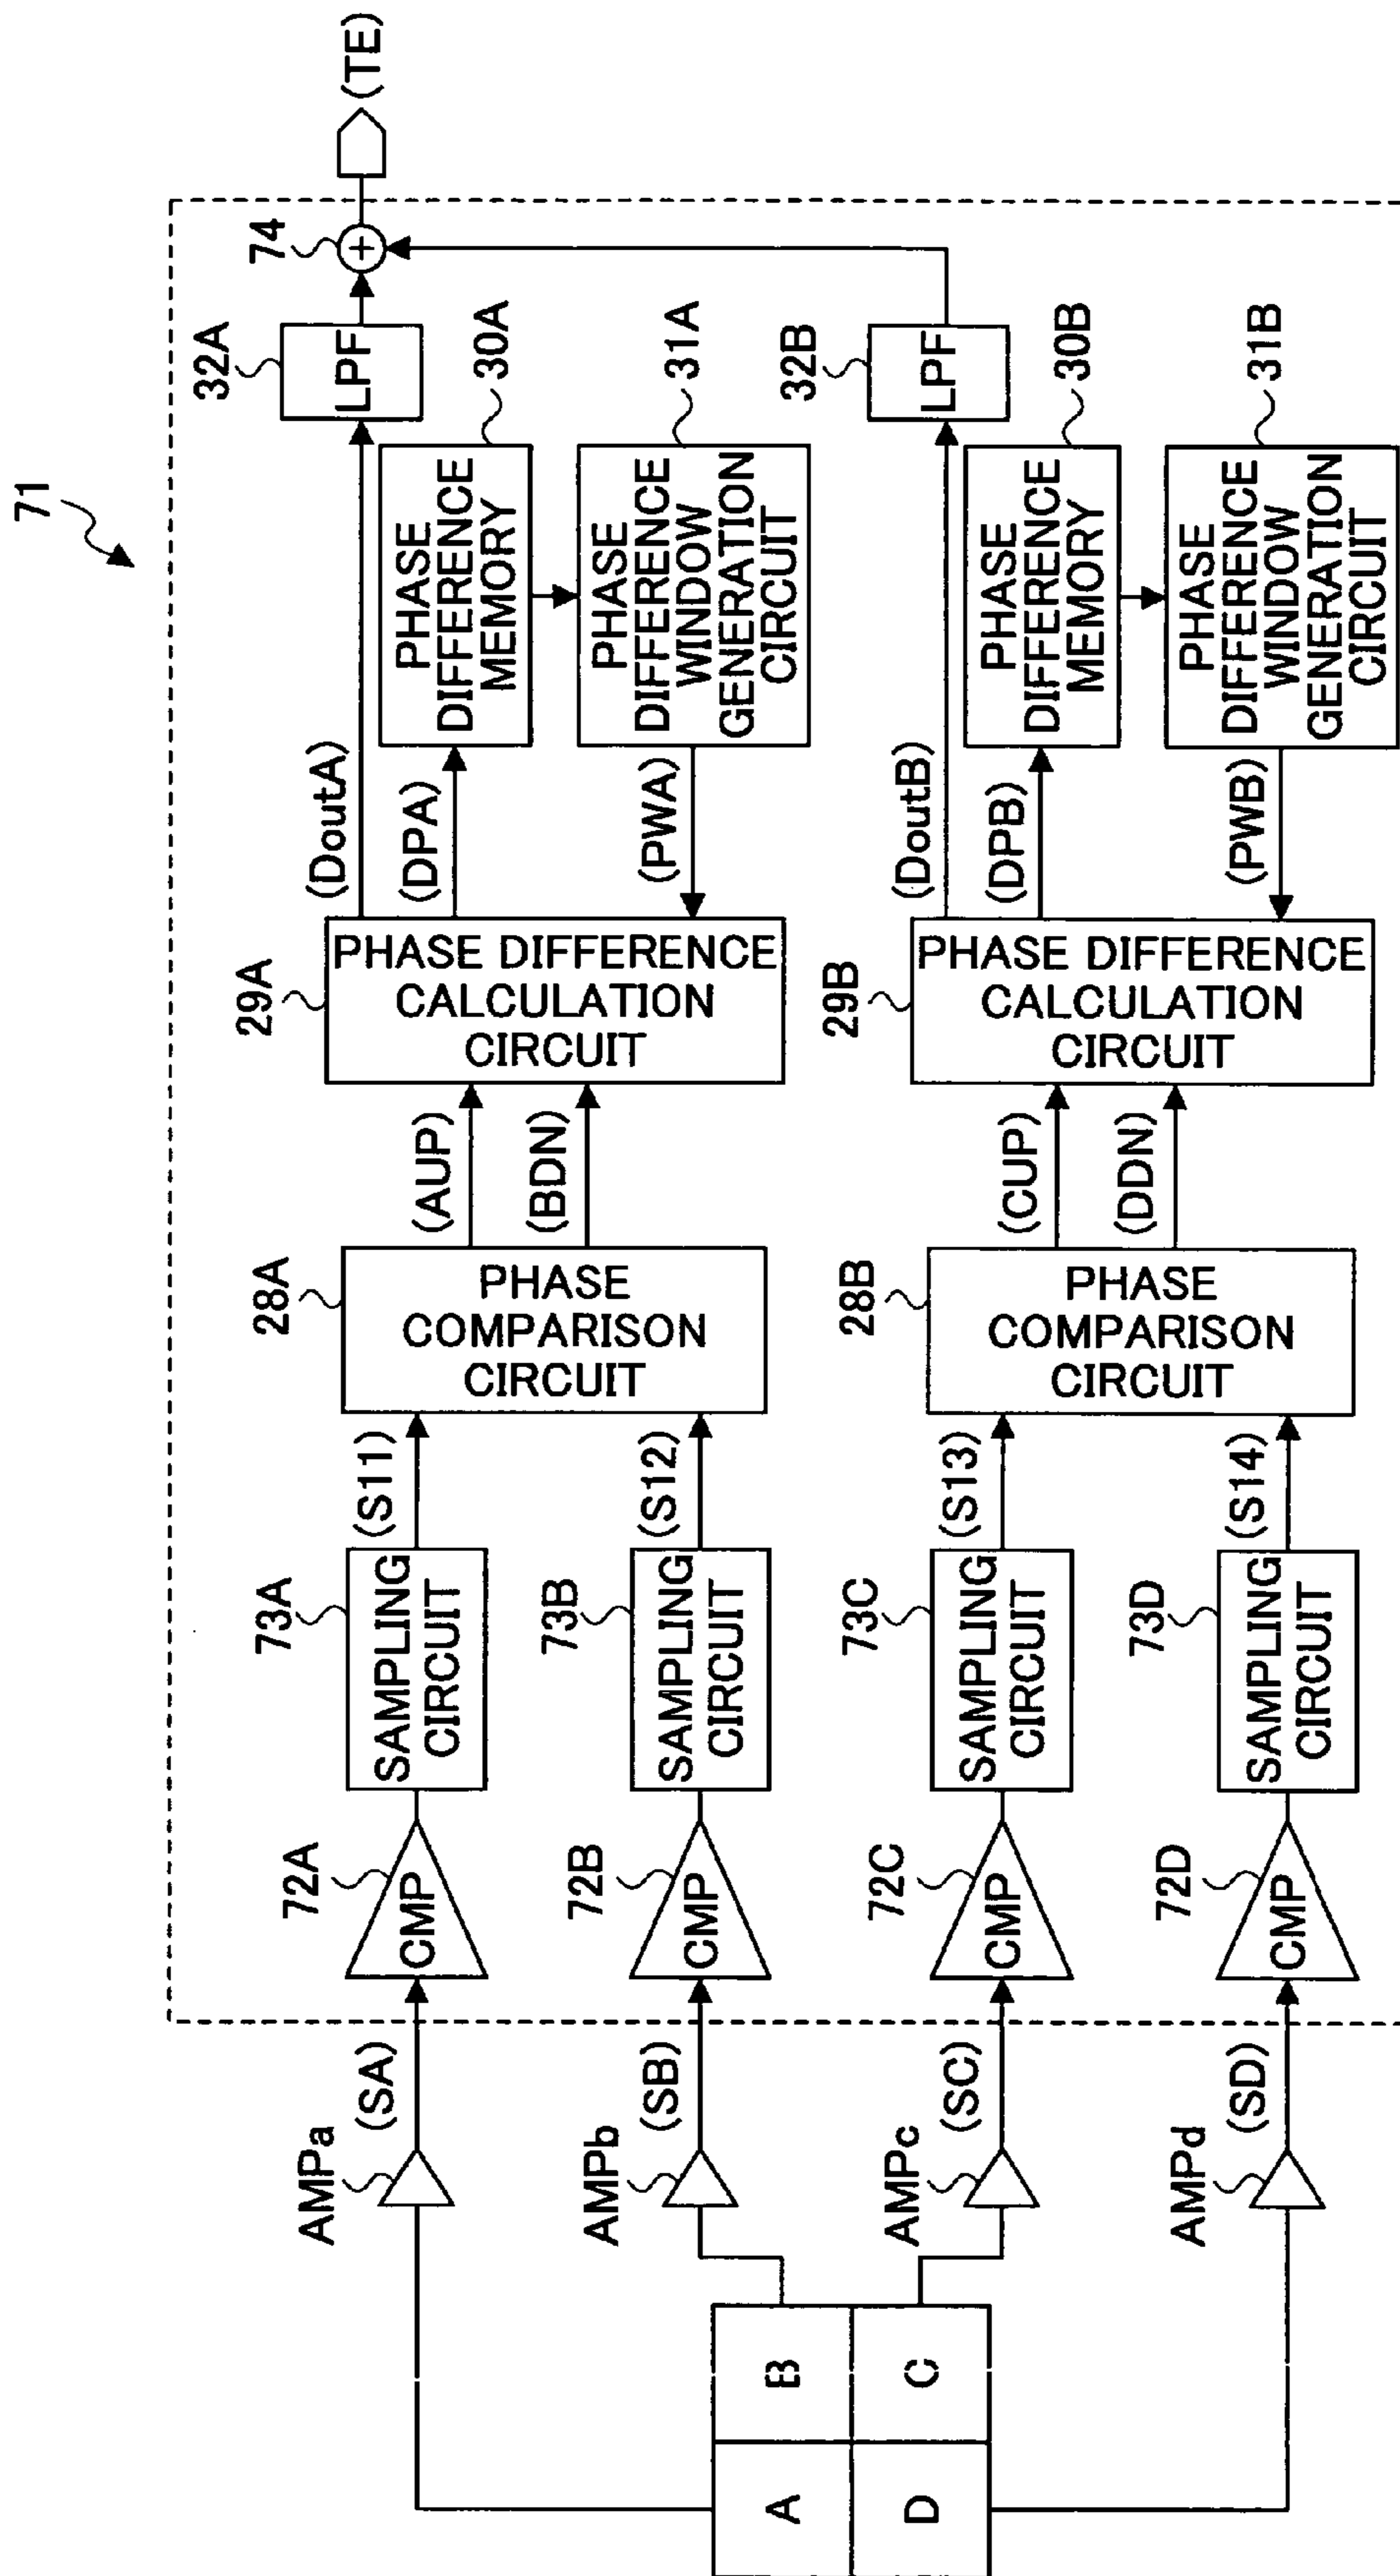 71
AMPa
(SA)
72A
CMP
73A
SAMPLING
CIRCUIT
(S11)
28A
PHASE
COMPARISON
CIRCUIT
(AUP)
(BDN)
29A
PHASE DIFFERENCE
CALCULATION
CIRCUIT
(DoutA)
(DPA)
(PWA)
PHASE
DIFFERENCE
MEMORY
30A
PHASE
DIFFERENCE
WINDOW
GENERATION
CIRCUIT
31A
32A
LPF
74
+
(TE)
AMPb
(SB)
72B
CMP
73B
SAMPLING
CIRCUIT
(S12)
A
B
D
C
AMPc
(SC)
72C
CMP
73C
SAMPLING
CIRCUIT
(S13)
28B
PHASE
COMPARISON
CIRCUIT
(CUP)
(DDN)
29B
PHASE DIFFERENCE
CALCULATION
CIRCUIT
(DoutB)
(DPB)
(PWB)
PHASE
DIFFERENCE
MEMORY
30B
PHASE
DIFFERENCE
WINDOW
GENERATION
CIRCUIT
31B
32B
LPF
AMPd
(SD)
72D
CMP
73D
SAMPLING
CIRCUIT
(S14)